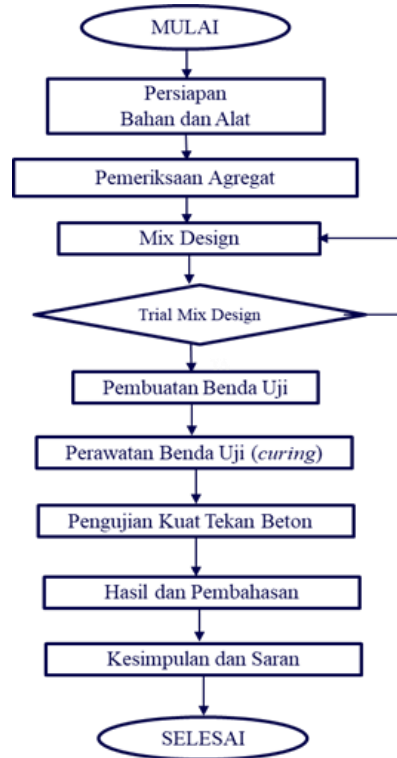 MULAI
Persiapan
Bahan dan Alat
Pemeriksaan Agregat
Mix Design
Trial Mix Design
Pembuatan Benda Uji
Perawatan Benda Uji (curing)
Pengujian Kuat Tekan Beton
Hasil dan Pembahasan
Kesimpulan dan Saran
SELESAI